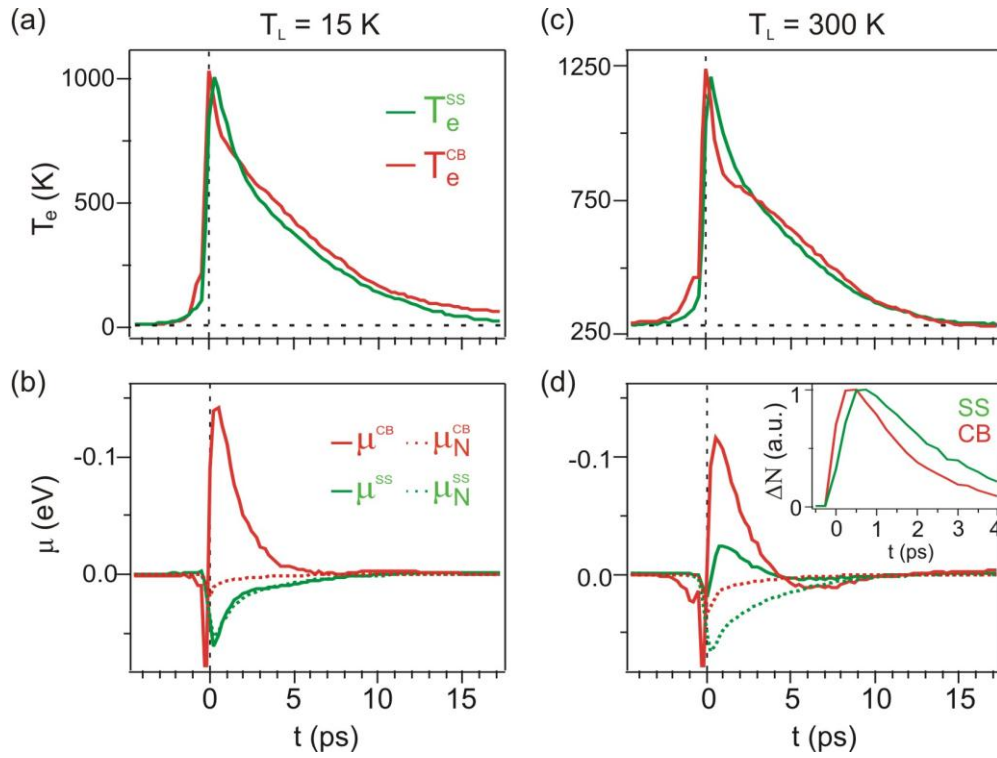 (a)
T_L = 15 K
1000
500
0
T_e (K)
T_e^SS
T_e^CB
(c)
T_L = 300 K
1250
750
250
(b)
-0.1
0.0
μ (eV)
μ^CB ··· μ_N^CB
μ^SS ··· μ_N^SS
0 5 10 15
t (ps)
(d)
-0.1
0.0
1
0
ΔN (a.u.)
SS
CB
0 1 2 3 4
t (ps)
0 5 10 15
t (ps)